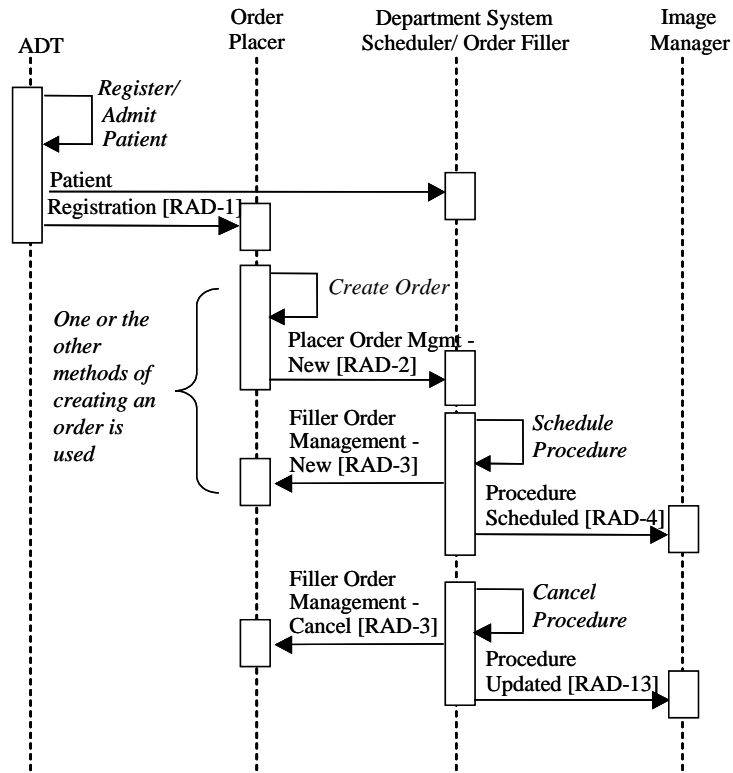 ADT
Order
Placer
Department System
Scheduler/ Order Filler
Image
Manager
Register/
Admit
Patient
Patient
Registration [RAD-1]
Create Order
One or the
other
methods of
creating an
order is
used
Placer Order Mgmt -
New [RAD-2]
Filler Order
Management -
New [RAD-3]
Schedule
Procedure
Procedure
Scheduled [RAD-4]
Filler Order
Management -
Cancel [RAD-3]
Cancel
Procedure
Procedure
Updated [RAD-13]